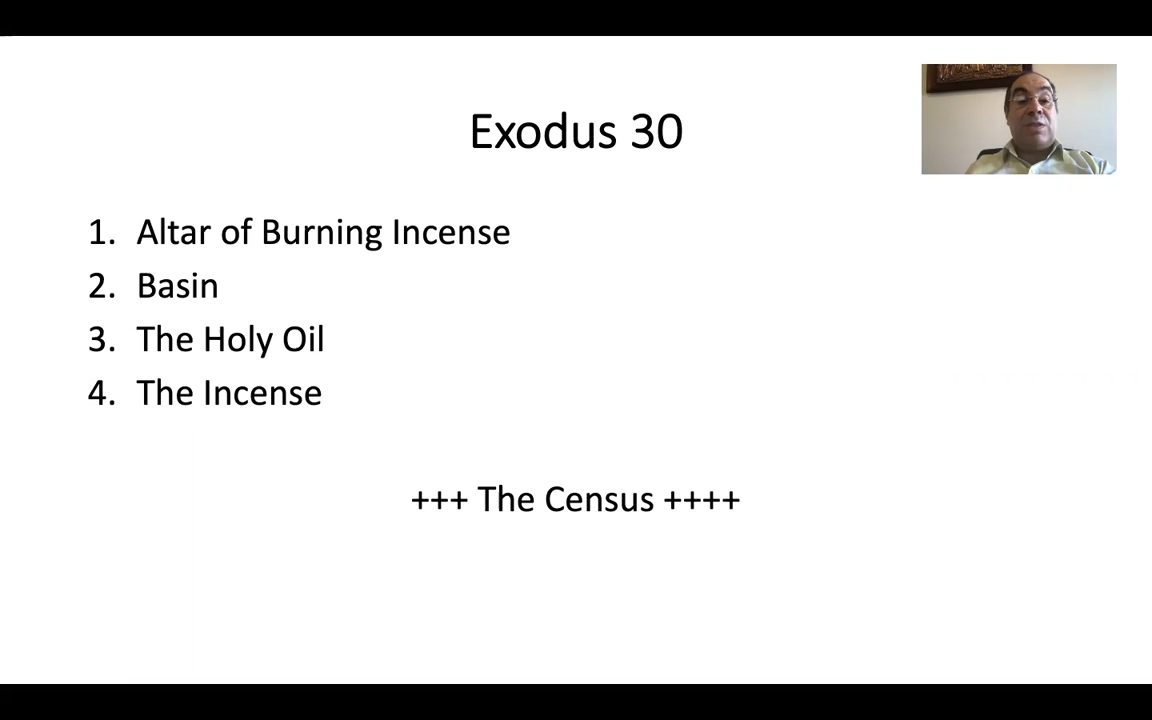 Exodus 30
1. Altar of Burning Incense
2. Basin
3. The Holy Oil
4. The Incense
+++ The Census ++++